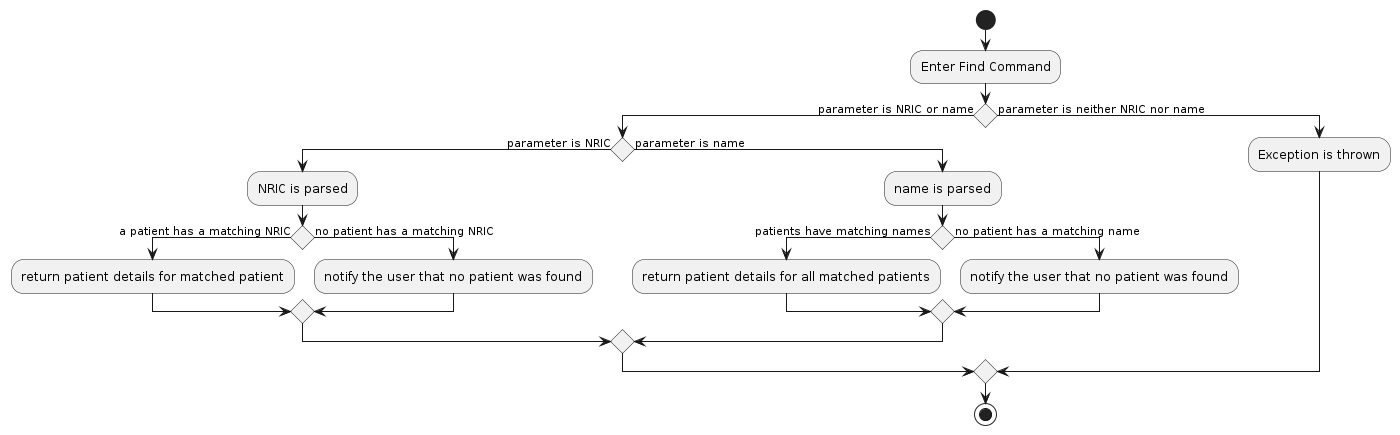 Enter Find Command
parameter is NRIC or name
parameter is neither NRIC nor name
parameter is NRIC
parameter is name
Exception is thrown
NRIC is parsed
name is parsed
a patient has a matching NRIC
no patient has a matching NRIC
patients have matching names
no patient has a matching name
return patient details for matched patient
notify the user that no patient was found
return patient details for all matched patients
notify the user that no patient was found